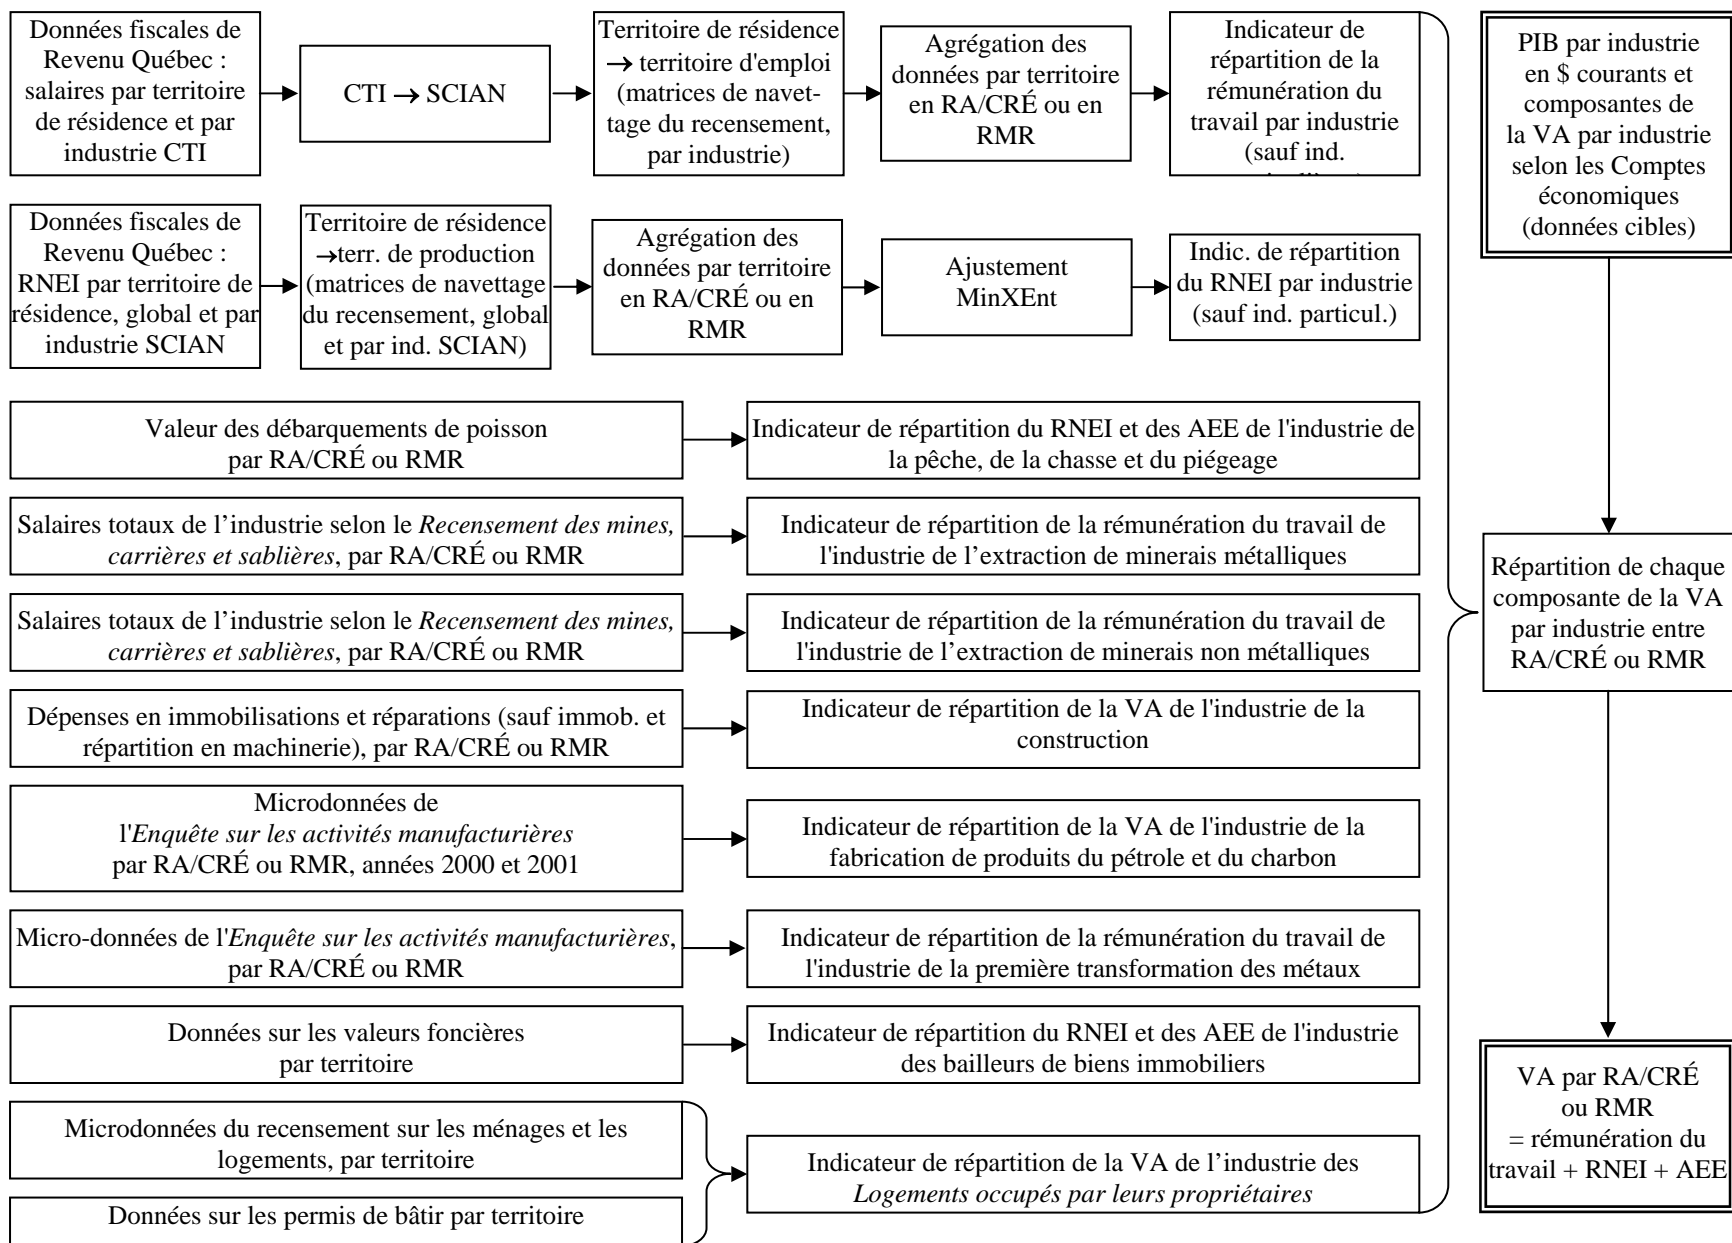 Données fiscales de
Revenu Québec :
salaires par territoire
de résidence et par
industrie CTI
CTI → SCIAN
Territoire de résidence
→ territoire d'emploi
(matrices de navet-
tage du recensement,
par industrie)
Agrégation des
données par territoire
en RA/CRÉ ou en
RMR
Indicateur de
répartition de la
rémunération du
travail par industrie
(sauf ind.
PIB par industrie
en $ courants et
composantes de
la VA par industrie
selon les Comptes
économiques
(données cibles)
Données fiscales de
Revenu Québec :
RNEI par territoire de
résidence, global et par
industrie SCIAN
Territoire de résidence
→terr. de production
(matrices de navettage
du recensement, global
et par ind. SCIAN)
Agrégation des
données par territoire
en RA/CRÉ ou en
RMR
Ajustement
MinXEnt
Indic. de répartition
du RNEI par industrie
(sauf ind. particul.)
Valeur des débarquements de poisson
par RA/CRÉ ou RMR
Indicateur de répartition du RNEI et des AEE de l'industrie de
la pêche, de la chasse et du piégeage
Salaires totaux de l’industrie selon le Recensement des mines,
carrières et sablières, par RA/CRÉ ou RMR
Indicateur de répartition de la rémunération du travail de
l'industrie de l’extraction de minerais métalliques
Répartition de chaque
composante de la VA
par industrie entre
RA/CRÉ ou RMR
Salaires totaux de l’industrie selon le Recensement des mines,
carrières et sablières, par RA/CRÉ ou RMR
Indicateur de répartition de la rémunération du travail de
l'industrie de l’extraction de minerais non métalliques
Dépenses en immobilisations et réparations (sauf immob. et
répartition en machinerie), par RA/CRÉ ou RMR
Indicateur de répartition de la VA de l'industrie de la
construction
Microdonnées de
l'Enquête sur les activités manufacturières
par RA/CRÉ ou RMR, années 2000 et 2001
Indicateur de répartition de la VA de l'industrie de la
fabrication de produits du pétrole et du charbon
Micro-données de l'Enquête sur les activités manufacturières,
par RA/CRÉ ou RMR
Indicateur de répartition de la rémunération du travail de
l'industrie de la première transformation des métaux
Données sur les valeurs foncières
par territoire
Indicateur de répartition du RNEI et des AEE de l'industrie
des bailleurs de biens immobiliers
VA par RA/CRÉ
ou RMR
= rémunération du
travail + RNEI + AEE
Microdonnées du recensement sur les ménages et les
logements, par territoire
Indicateur de répartition de la VA de l’industrie des
Logements occupés par leurs propriétaires
Données sur les permis de bâtir par territoire